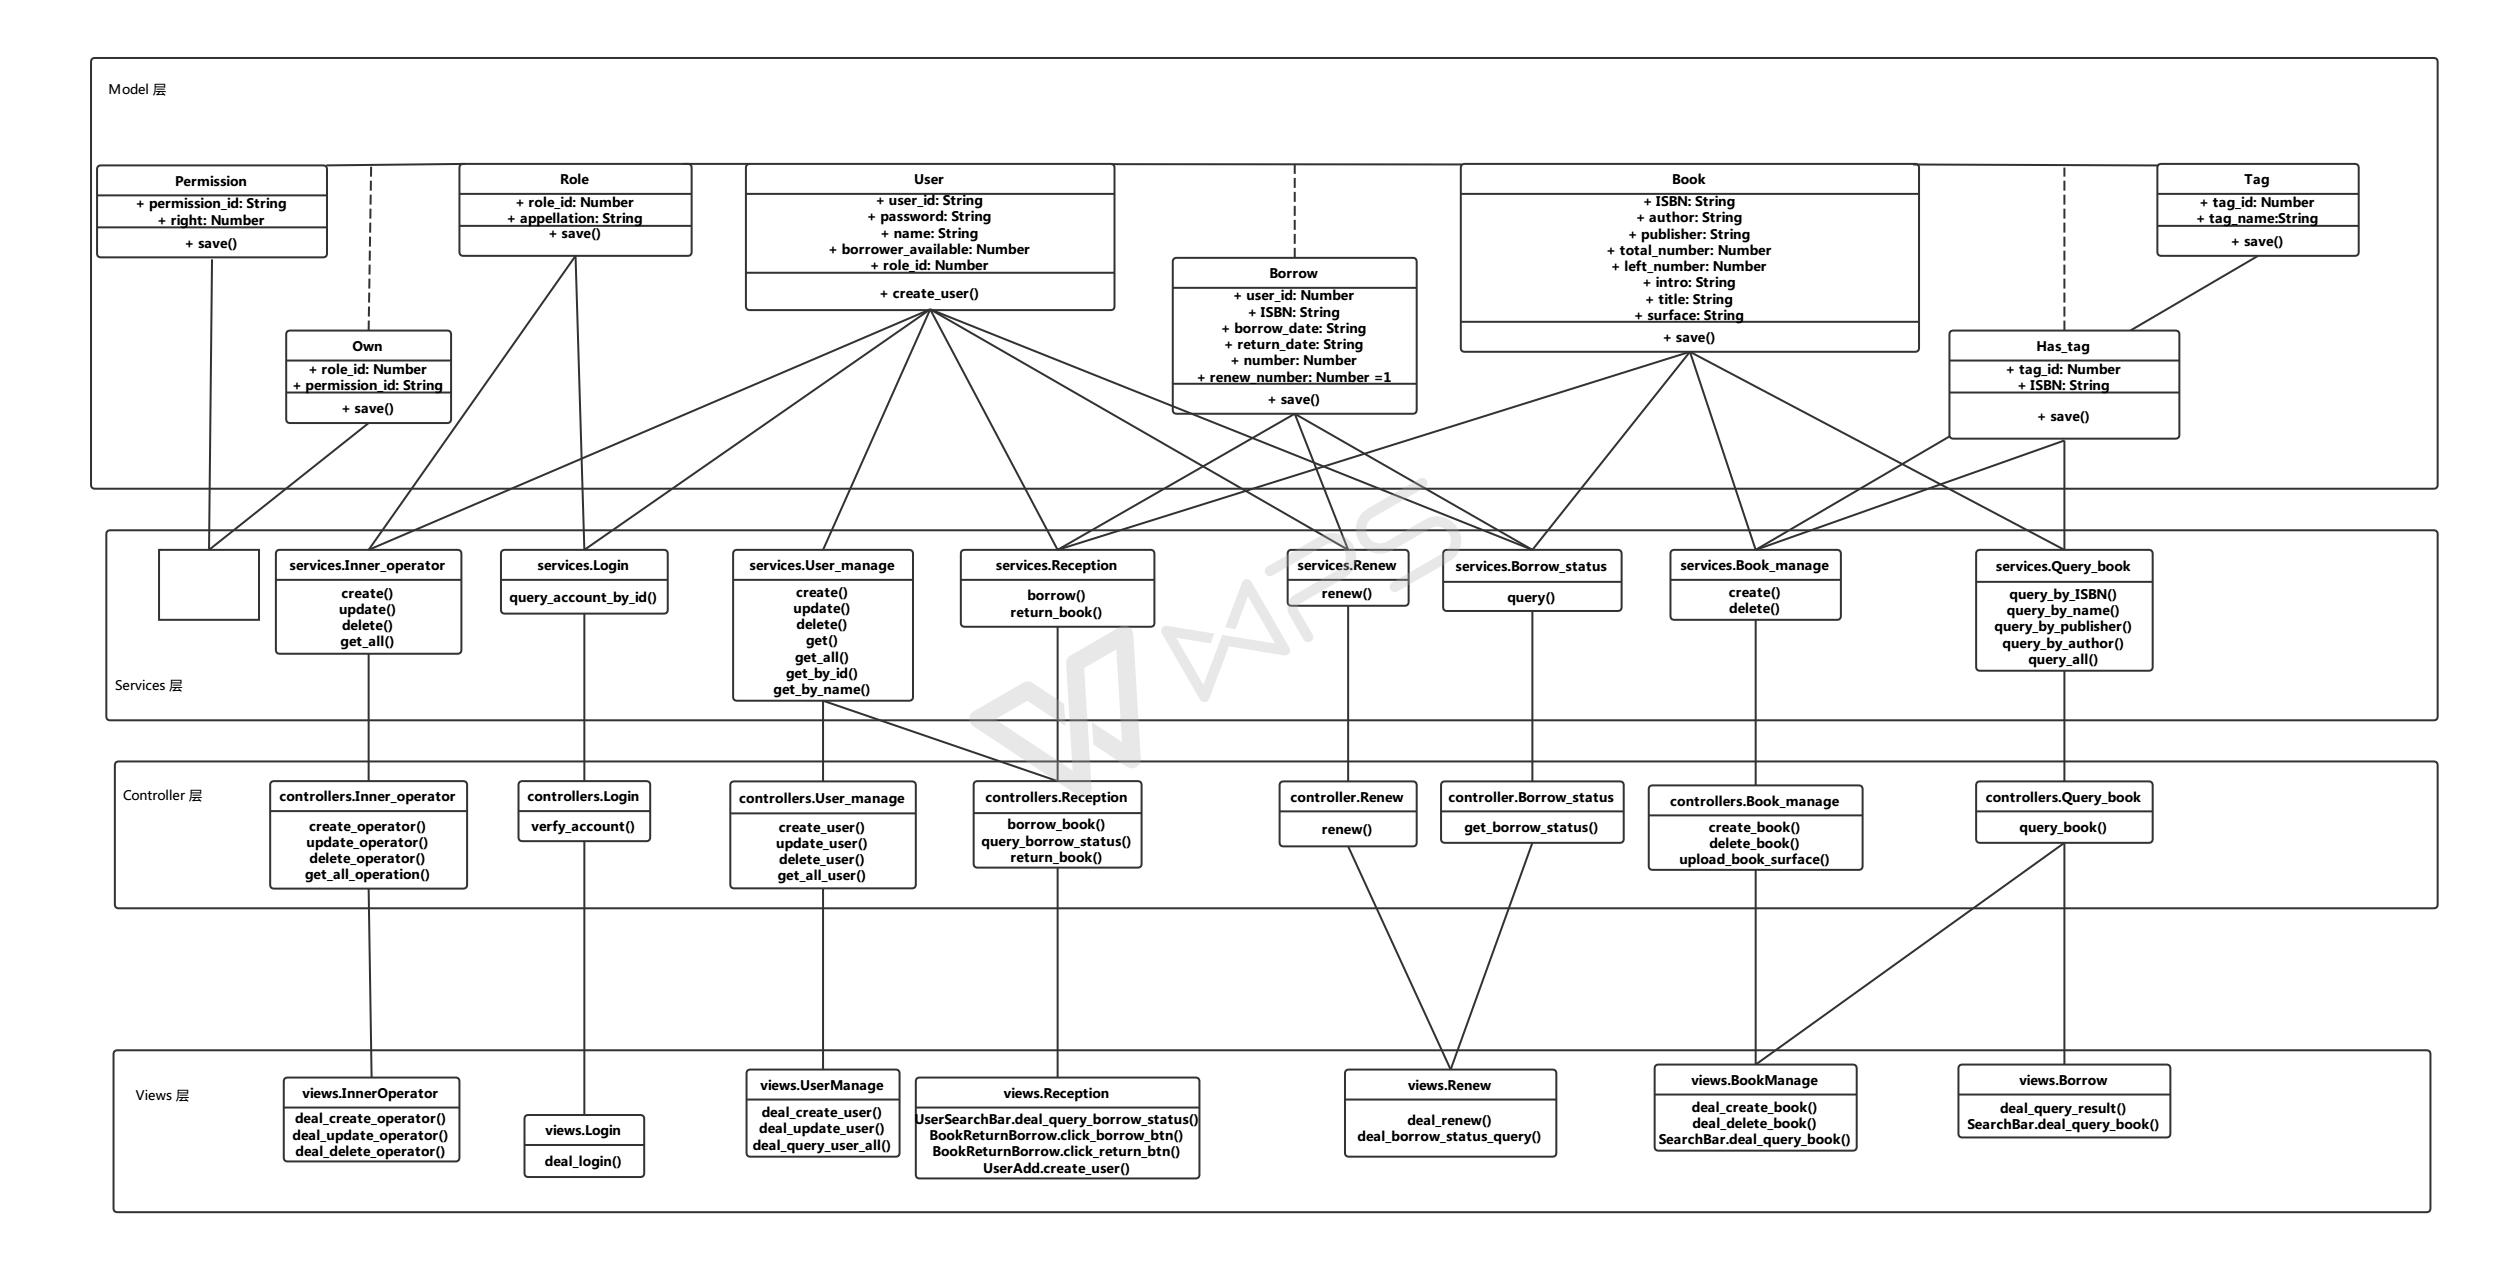 Model 层
Permission
+ permission_id: String
+ right: Number
+ save()
Role
+ role_id: Number
+ appellation: String
+ save()
User
+ user_id: String
+ password: String
+ name: String
+ borrower_available: Number
+ role_id: Number
+ create_user()
Book
+ ISBN: String
+ author: String
+ publisher: String
+ total_number: Number
+ left_number: Number
+ intro: String
+ title: String
+ surface: String
+ save()
Tag
+ tag_id: Number
+ tag_name:String
+ save()
Own
+ role_id: Number
+ permission_id: String
+ save()
Borrow
+ user_id: Number
+ ISBN: String
+ borrow_date: String
+ return_date: String
+ number: Number
+ renew_number: Number =1
+ save()
Has_tag
+ tag_id: Number
+ ISBN: String
+ save()
Services 层
services.Inner_operator
create()
update()
delete()
get_all()
services.Login
query_account_by_id()
services.User_manage
create()
update()
delete()
get()
get_all()
get_by_id()
get_by_name()
services.Reception
borrow()
return_book()
services.Renew
renew()
services.Borrow_status
query()
services.Book_manage
create()
delete()
services.Query_book
query_by_ISBN()
query_by_name()
query_by_publisher()
query_by_author()
query_all()
WPS
Controller 层
controllers.Inner_operator
create_operator()
update_operator()
delete_operator()
get_all_operation()
controllers.Login
verfy_account()
controllers.User_manage
create_user()
update_user()
delete_user()
get_all_user()
controllers.Reception
borrow_book()
query_borrow_status()
return_book()
controller.Renew
renew()
controller.Borrow_status
get_borrow_status()
controllers.Book_manage
create_book()
delete_book()
upload_book_surface()
controllers.Query_book
query_book()
Views 层
views.InnerOperator
deal_create_operator()
deal_update_operator()
deal_delete_operator()
views.Login
deal_login()
views.UserManage
deal_create_user()
deal_update_user()
deal_query_user_all()
views.Reception
UserSearchBar.deal_query_borrow_status()
BookReturnBorrow.click_borrow_btn()
BookReturnBorrow.click_return_btn()
UserAdd.create_user()
views.Renew
deal_renew()
deal_borrow_status_query()
views.BookManage
deal_create_book()
deal_delete_book()
SearchBar.deal_query_book()
views.Borrow
deal_query_result()
SearchBar.deal_query_book()